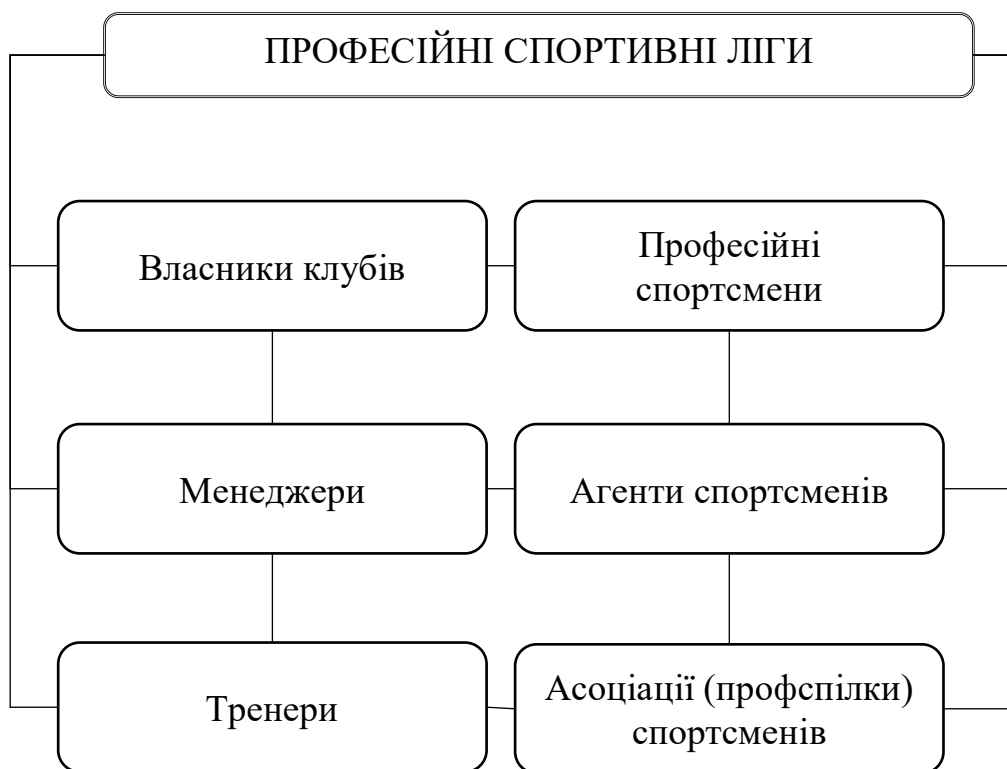 ПРОФЕСІЙНІ СПОРТИВНІ ЛІГИ
Власники клубів
Професійні
спортсмени
Менеджери
Агенти спортсменів
Тренери
Асоціації (профспілки)
спортсменів